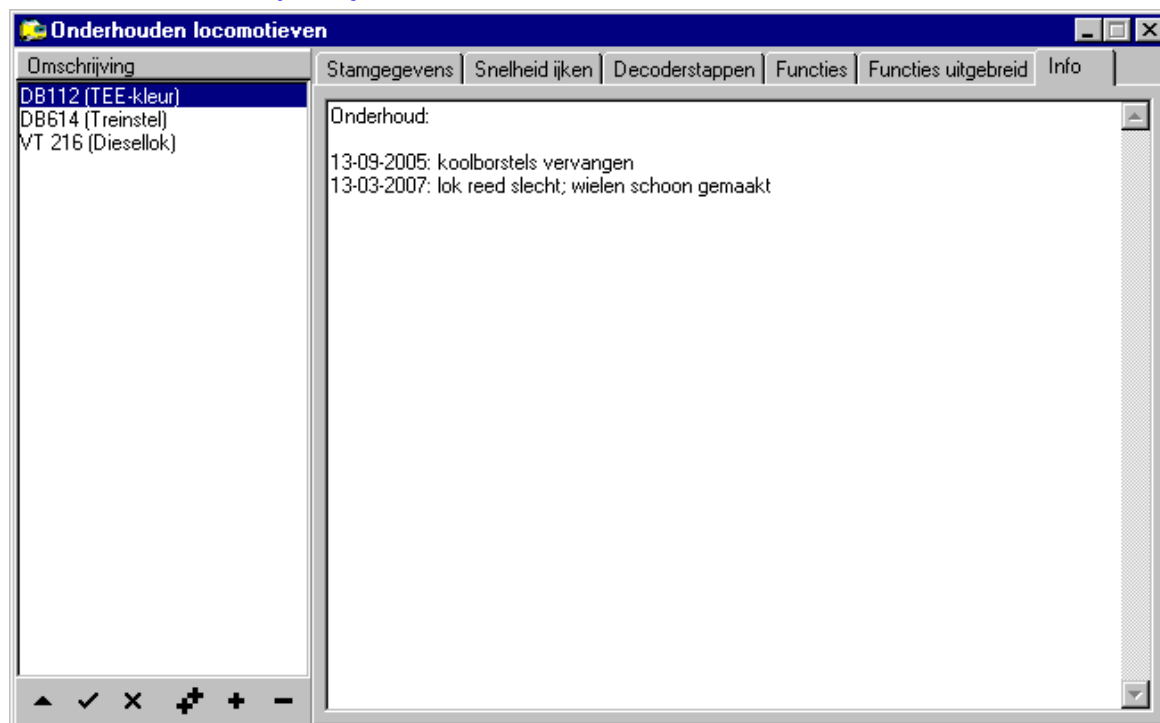 Onderhouden locomotieven
Omschrijving
DB112 (TEE-kleur)
DB614 (Treinstel)
VT 216 (Diesellok)
Stamgegevens Snelheid ijken Decoderstappen Functies Functies uitgebreid Info
Onderhoud:
13-09-2005: koolborstels vervangen
13-03-2007: lok reed slecht; wielen schoon gemaakt